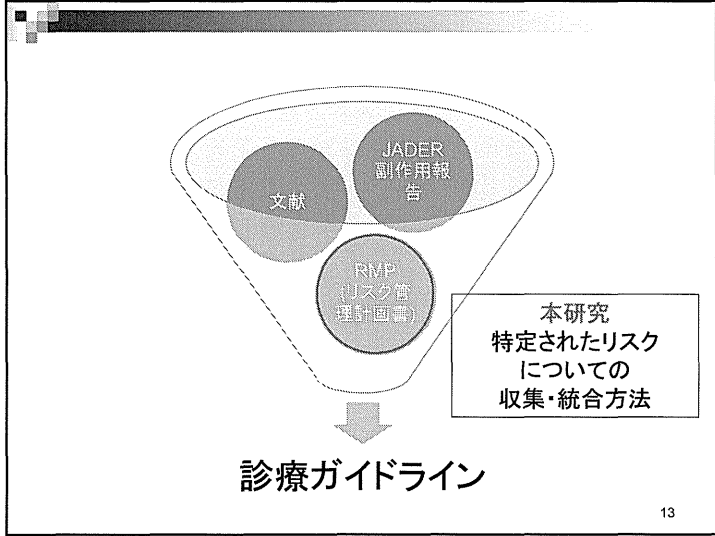 文献
JADER
副作用報
告
RMP
(リスク管
理計画書)
本研究
特定されたリスク
についての
収集・統合方法
診療ガイドライン
13